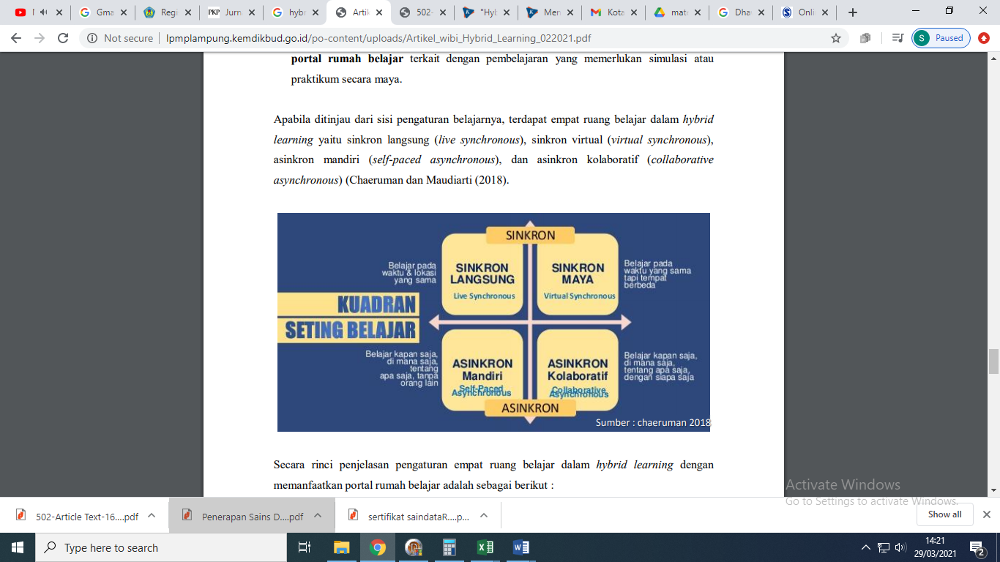 Gma
Regi
PKP Jurn
hybr
Artik
502-
"Hyb
Men
Kota
mate
Dha
Onli
Not secure
lpmplampung.kemdikbud.go.id/po-content/uploads/Artikel_wibi_Hybrid_Learning_022021.pdf
S Paused
portal rumah belajar terkait dengan pembelajaran yang memerlukan simulasi atau
praktikum secara maya.
Apabila ditinjau dari sisi pengaturan belajarnya, terdapat empat ruang belajar dalam hybrid
learning yaitu sinkron langsung (live synchronous), sinkron virtual (virtual synchronous),
asinkron mandiri (self-paced asynchronous), dan asinkron kolaboratif (collaborative
asynchronous) (Chaeruman dan Maudiarti (2018).
SINKRON
Belajar pada
waktu & lokasi
yang sama
SINKRON
LANGSUNG
Live Synchronous
SINKRON
MAYA
Virtual Synchronous
Belajar pada
waktu yang sama
tapi tempat
berbeda
KUADRAN
SETING BELAJAR
Belajar kapan saja,
di mana saja,
tentang
apa saja, tanpa
orang lain
ASINKRON
Mandiri
Self-Paced
Asynchronous
ASINKRON
Kolaboratif
Collaborative
Asynchronous
Belajar kapan saja,
di mana saja,
tentang apa saja,
dengan siapa saja
ASINKRON
Sumber : chaeruman 2018
Secara rinci penjelasan pengaturan empat ruang belajar dalam hybrid learning dengan
memanfaatkan portal rumah belajar adalah sebagai berikut :
Activate Windows
Go to Settings to activate Windows.
502-Article Text-16....pdf
Penerapan Sains D....pdf
sertifikat saindataR....p...
Show all
Type here to search
14:21
29/03/2021
2